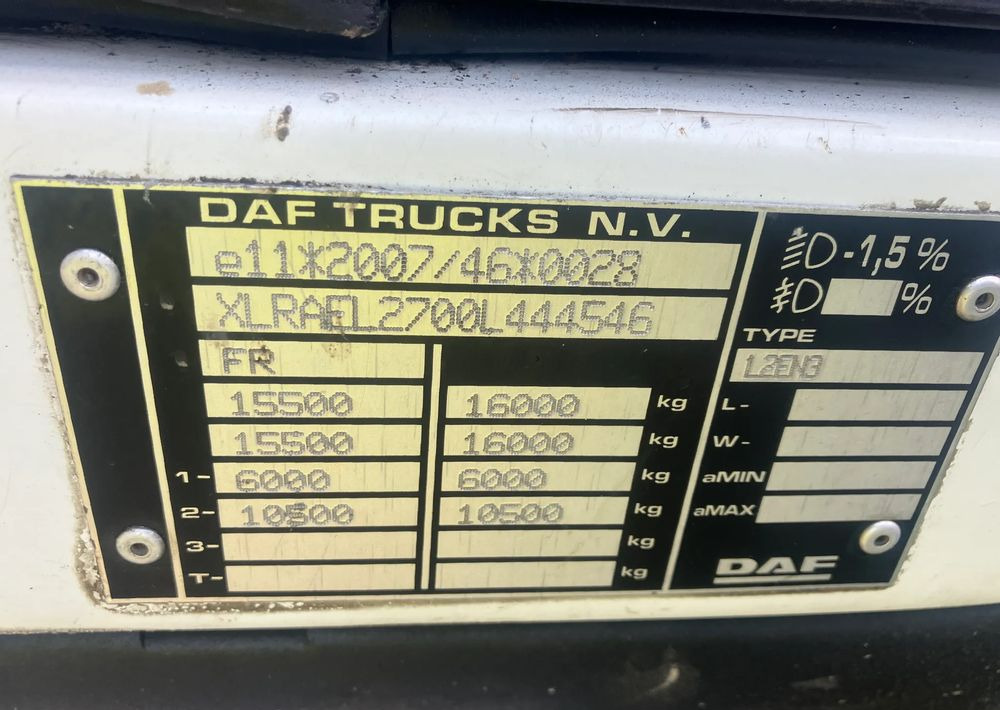 DAF TRUCKS N.V.
e11*2007/46*0028
XLRAEL2700L444546
FR
15500 16000 kg
15500 16000 kg
1- 6000 6000 kg
2- 10500 10500 kg
3- kg
T- kg
-1,5%
%
TYPE
L2EN3
L-
W-
aMIN
aMAX
DAF